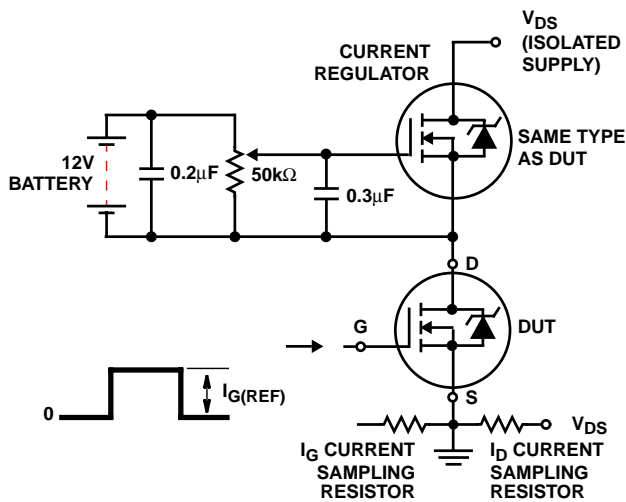 V_DS
(ISOLATED
SUPPLY)
CURRENT
REGULATOR
SAME TYPE
AS DUT
12V
BATTERY
0.2µF
50kΩ
0.3µF
D
G
DUT
I_G(REF)
0
S
V_DS
I_G CURRENT
SAMPLING
RESISTOR
I_D CURRENT
SAMPLING
RESISTOR